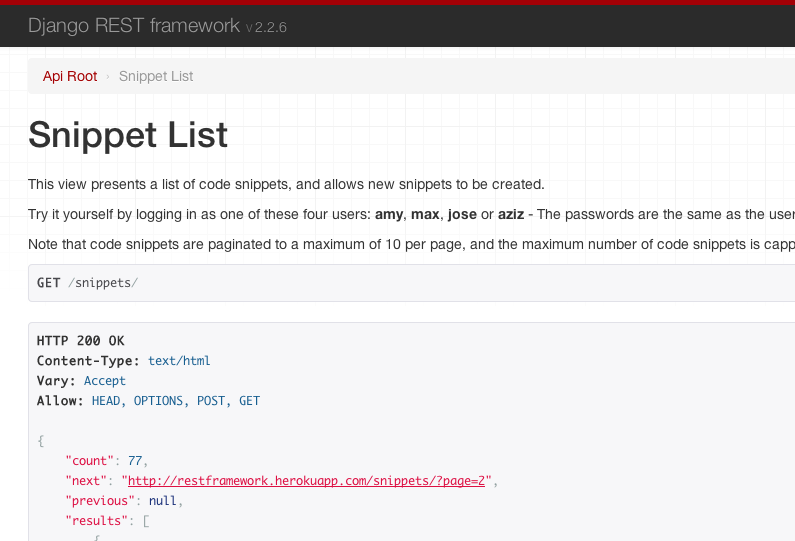 Django REST framework v 2.2.6
Api Root › Snippet List
Snippet List
This view presents a list of code snippets, and allows new snippets to be created.
Try it yourself by logging in as one of these four users: amy, max, jose or aziz - The passwords are the same as the
Note that code snippets are paginated to a maximum of 10 per page, and the maximum number of code snippets is
GET /snippets/
HTTP 200 OK
Content-Type: text/html
Vary: Accept
Allow: HEAD, OPTIONS, POST, GET
{
"count": 77,
"next": "http://restframework.herokuapp.com/snippets/?page=2",
"previous": null,
"results": [
{